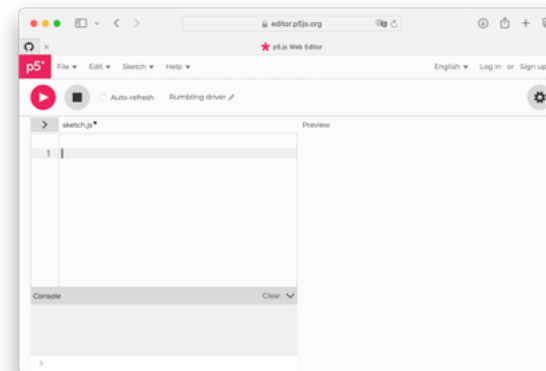 editor.p5js.org
p5.js Web Editor
p5* File Edit Sketch Help English Log in or Sign up
Auto-refresh Rumbling driver
> sketch.js• Preview
1
Console Clear
>